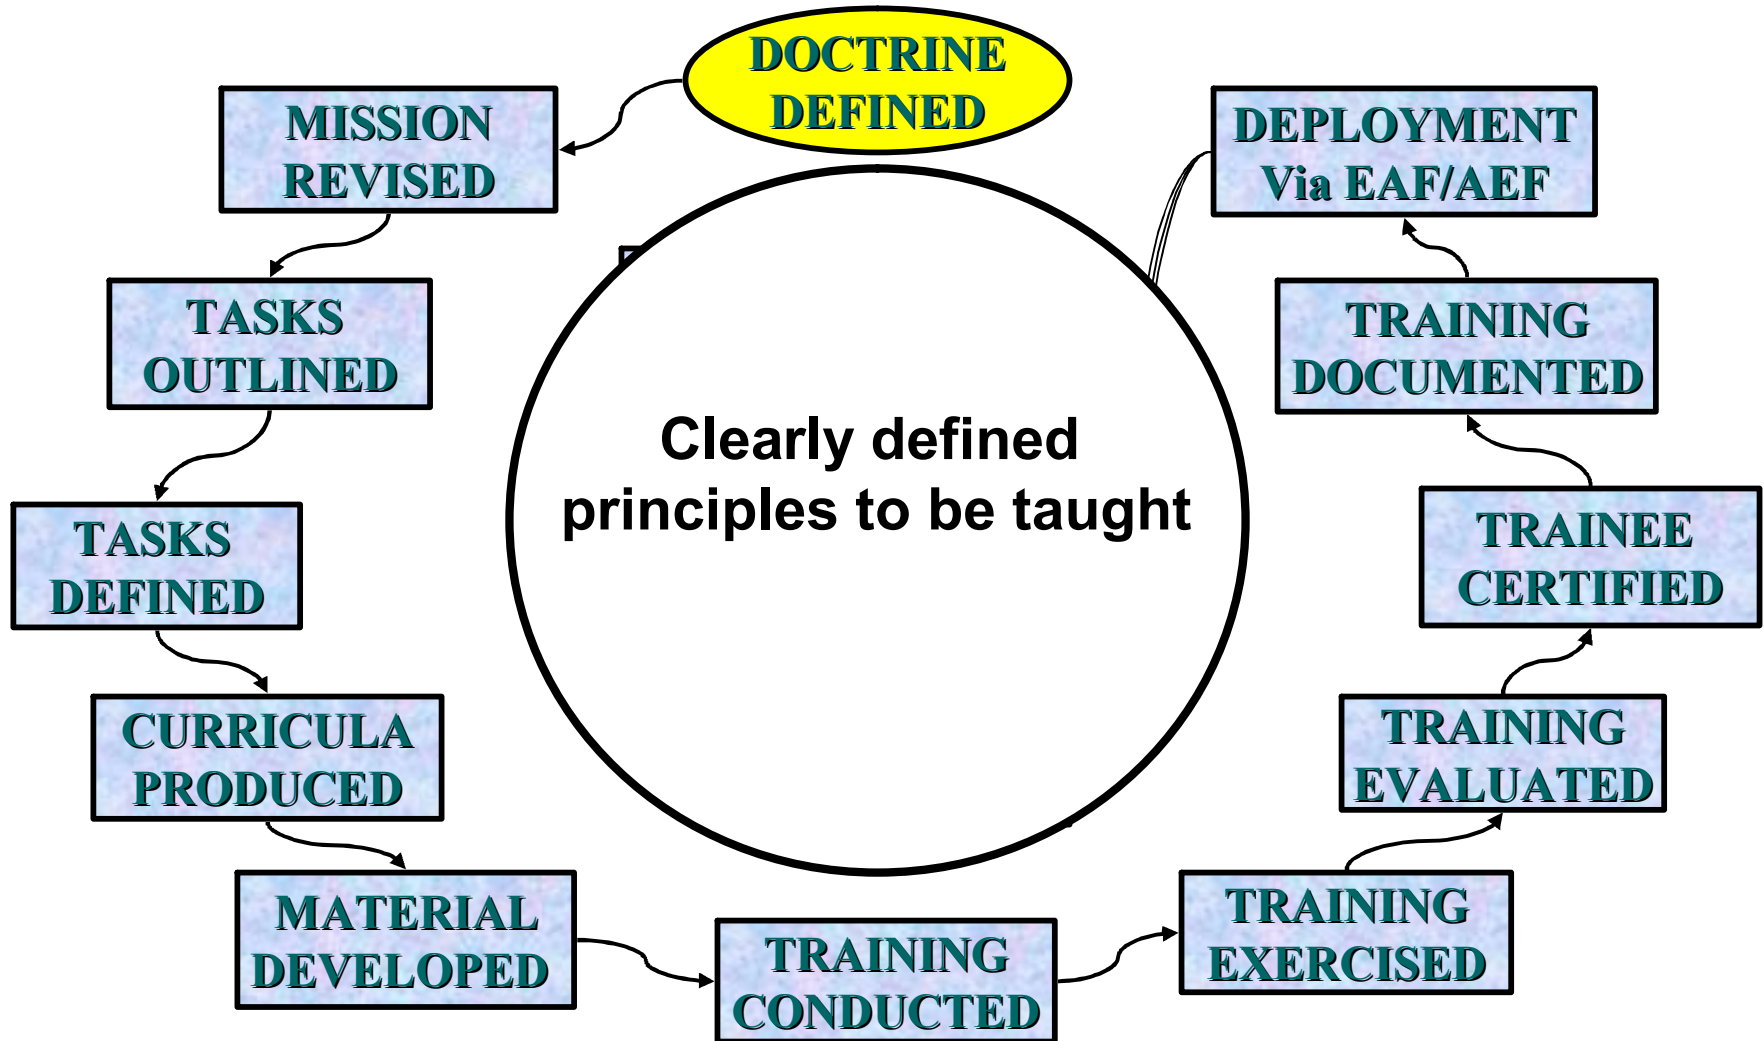 DOCTRINE
DEFINED
MISSION
REVISED
TASKS
OUTLINED
TASKS
DEFINED
CURRICULA
PRODUCED
MATERIAL
DEVELOPED
TRAINING
CONDUCTED
TRAINING
EXERCISED
TRAINING
EVALUATED
TRAINEE
CERTIFIED
TRAINING
DOCUMENTED
DEPLOYMENT
Via EAF/AEF
Clearly defined
principles to be taught